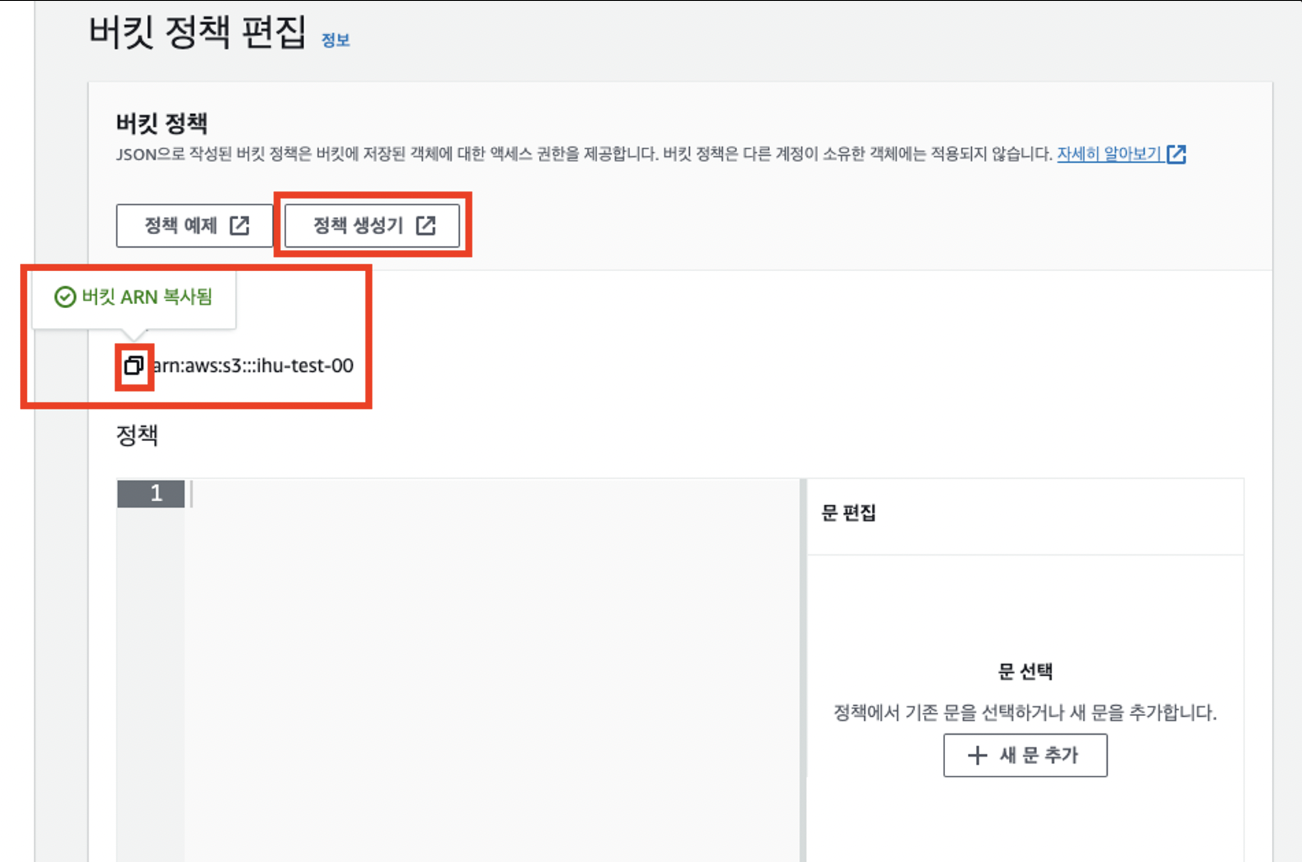 버킷 정책 편집 정보
버킷 정책
JSON으로 작성된 버킷 정책은 버킷에 저장된 객체에 대한 액세스 권한을 제공합니다. 버킷 정책은 다른 계정이 소유한 객체에는 적용되지 않습니다. 자세히 알아보기
정책 예제 정책 생성기
버킷 ARN 복사됨
arn:aws:s3:::ihu-test-00
정책
1
문 편집
문 선택
정책에서 기존 문을 선택하거나 새 문을 추가합니다.
+ 새 문 추가